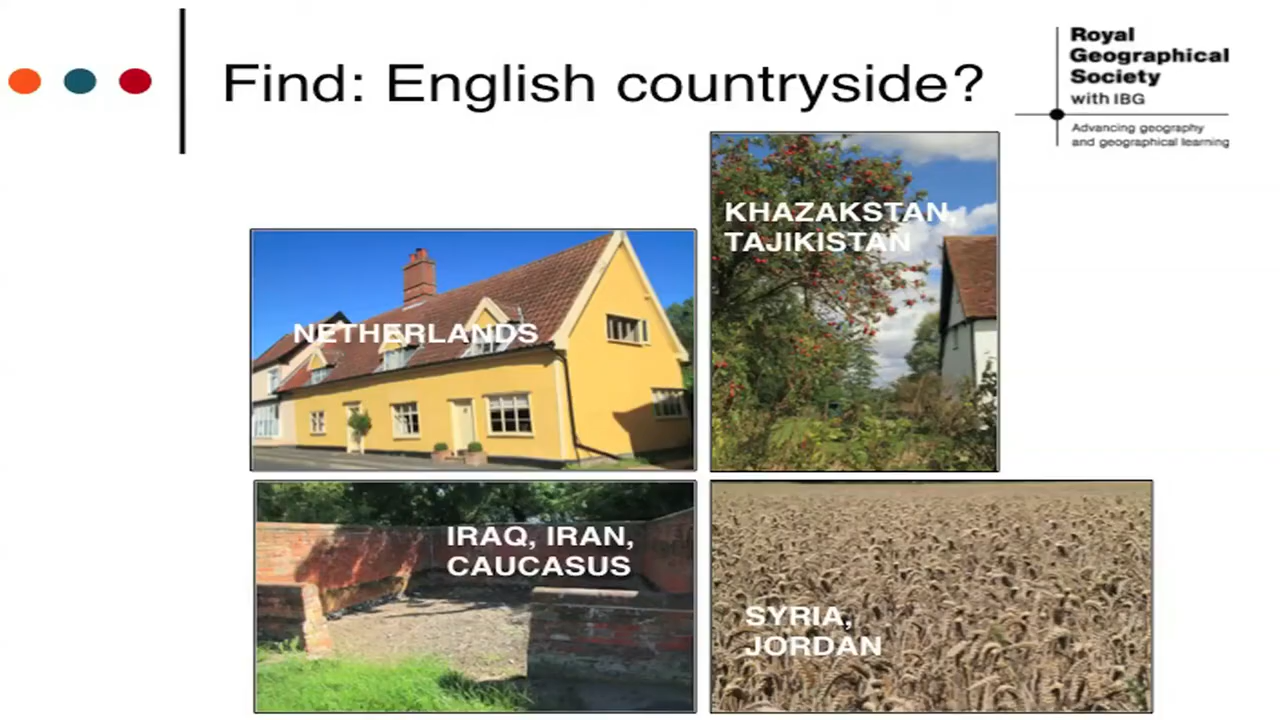 Find: English countryside?
Royal
Geographical
Society
with IBG
Advancing geography
and geographical learning
KHAZAKSTAN,
TAJIKISTAN
NETHERLANDS
IRAQ, IRAN,
CAUCASUS
SYRIA,
JORDAN